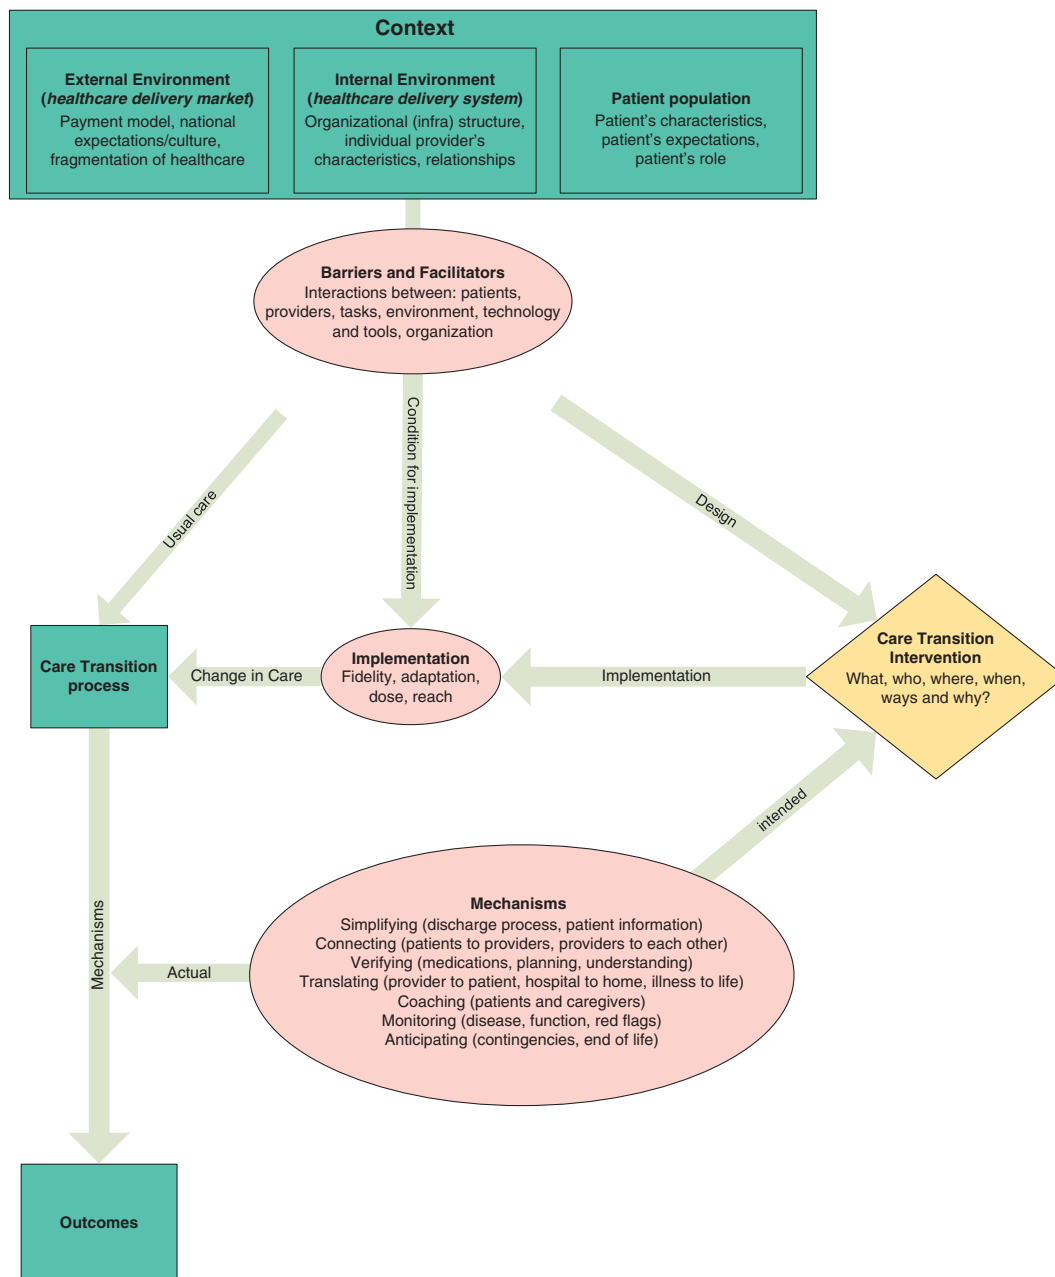 Context
External Environment
(healthcare delivery market)
Payment model, national
expectations/culture,
fragmentation of healthcare
Internal Environment
(healthcare delivery system)
Organizational (infra) structure,
individual provider's
characteristics, relationships
Patient population
Patient's characteristics,
patient's expectations,
patient's role
Barriers and Facilitators
Interactions between: patients,
providers, tasks, environment, technology
and tools, organization
Usual care
Condition for implementation
Design
Care Transition
process
Change in Care
Implementation
Fidelity, adaptation,
dose, reach
Implementation
Care Transition
Intervention
What, who, where, when,
ways and why?
intended
Mechanisms
Actual
Mechanisms
Simplifying (discharge process, patient information)
Connecting (patients to providers, providers to each other)
Verifying (medications, planning, understanding)
Translating (provider to patient, hospital to home, illness to life)
Coaching (patients and caregivers)
Monitoring (disease, function, red flags)
Anticipating (contingencies, end of life)
Outcomes